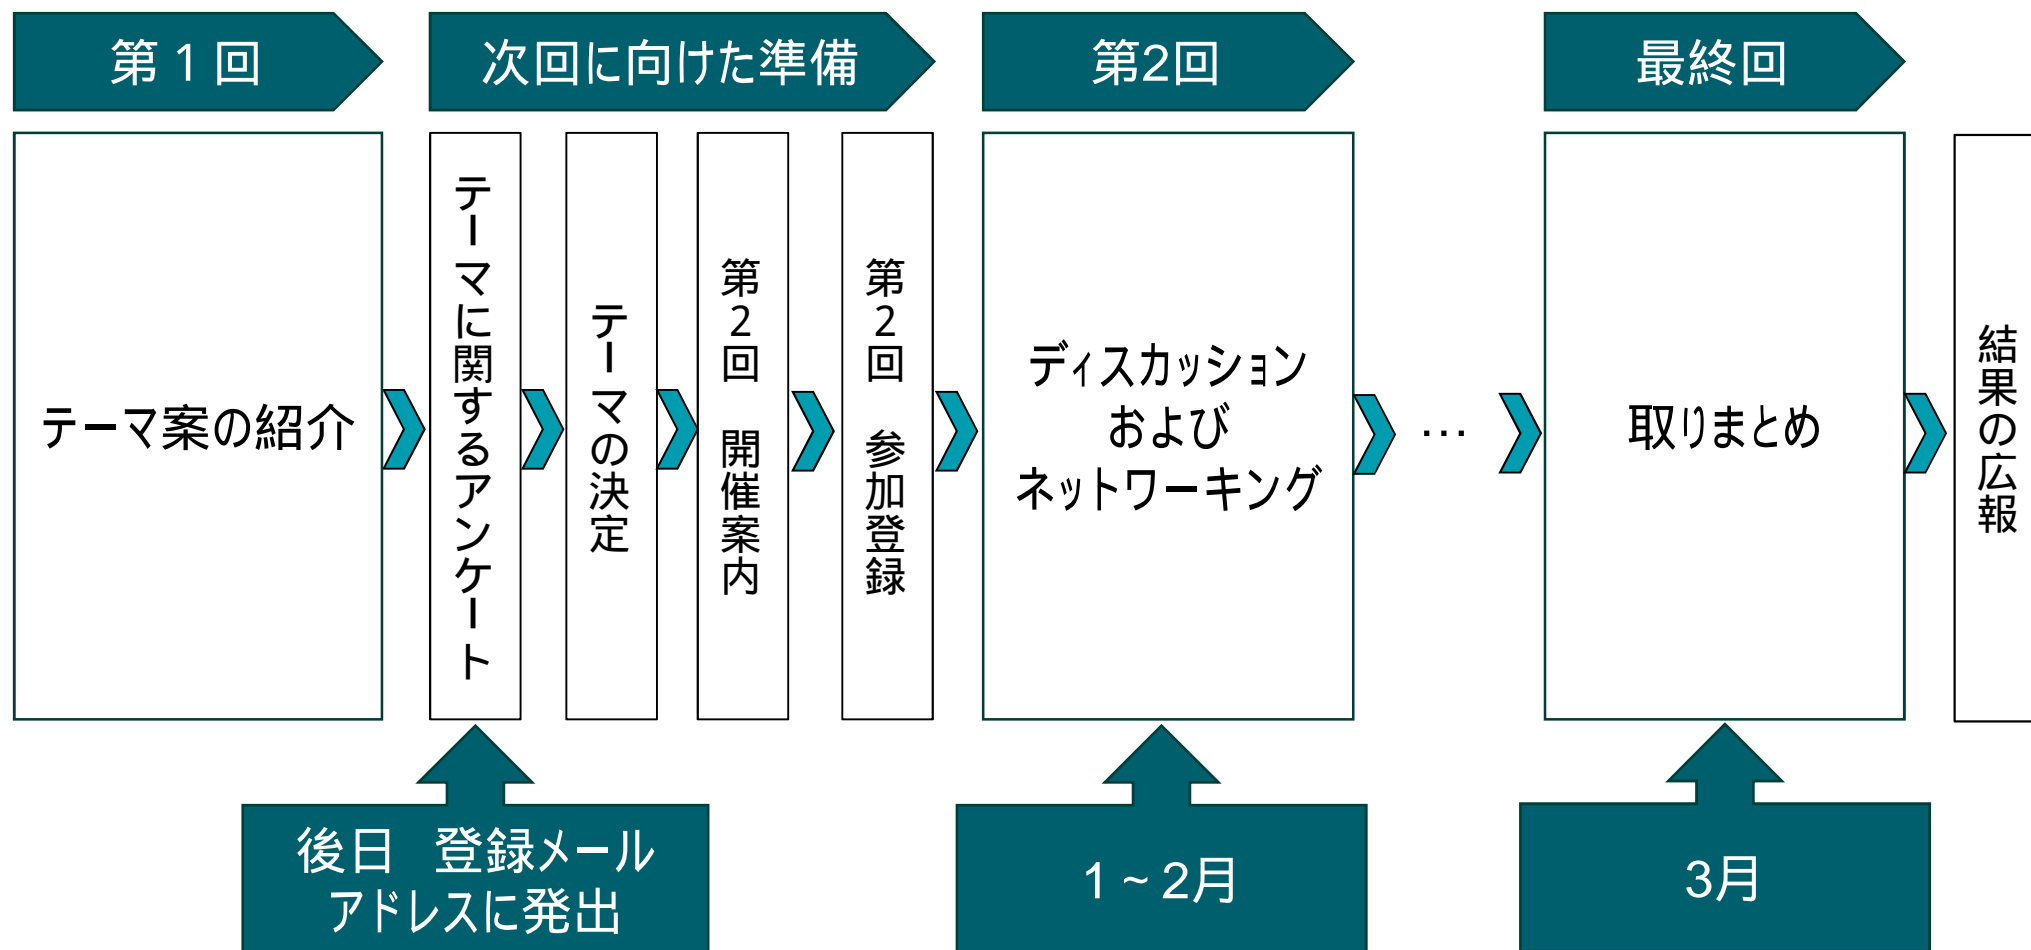 第１回
次回に向けた準備
第2回
最終回
テーマ案の紹介
テーマに関するアンケート
テーマの決定
第2回　開催案内
第2回　参加登録
ディスカッション
および
ネットワーキング
…
取りまとめ
結果の広報
後日　登録メール
アドレスに発出
1～2月
3月